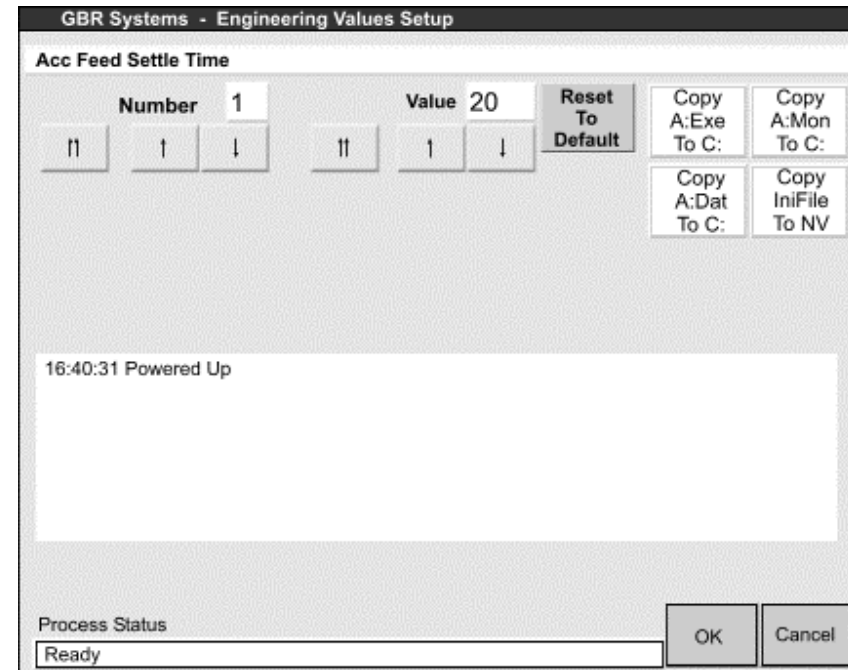 GBR Systems - Engineering Values Setup
Acc Feed Settle Time
Number 1
Value 20
Reset
To
Default
Copy
A:Exe
To C:
Copy
A:Mon
To C:
Copy
A:Dat
To C:
Copy
IniFile
To NV
16:40:31 Powered Up
Process Status
Ready
OK
Cancel